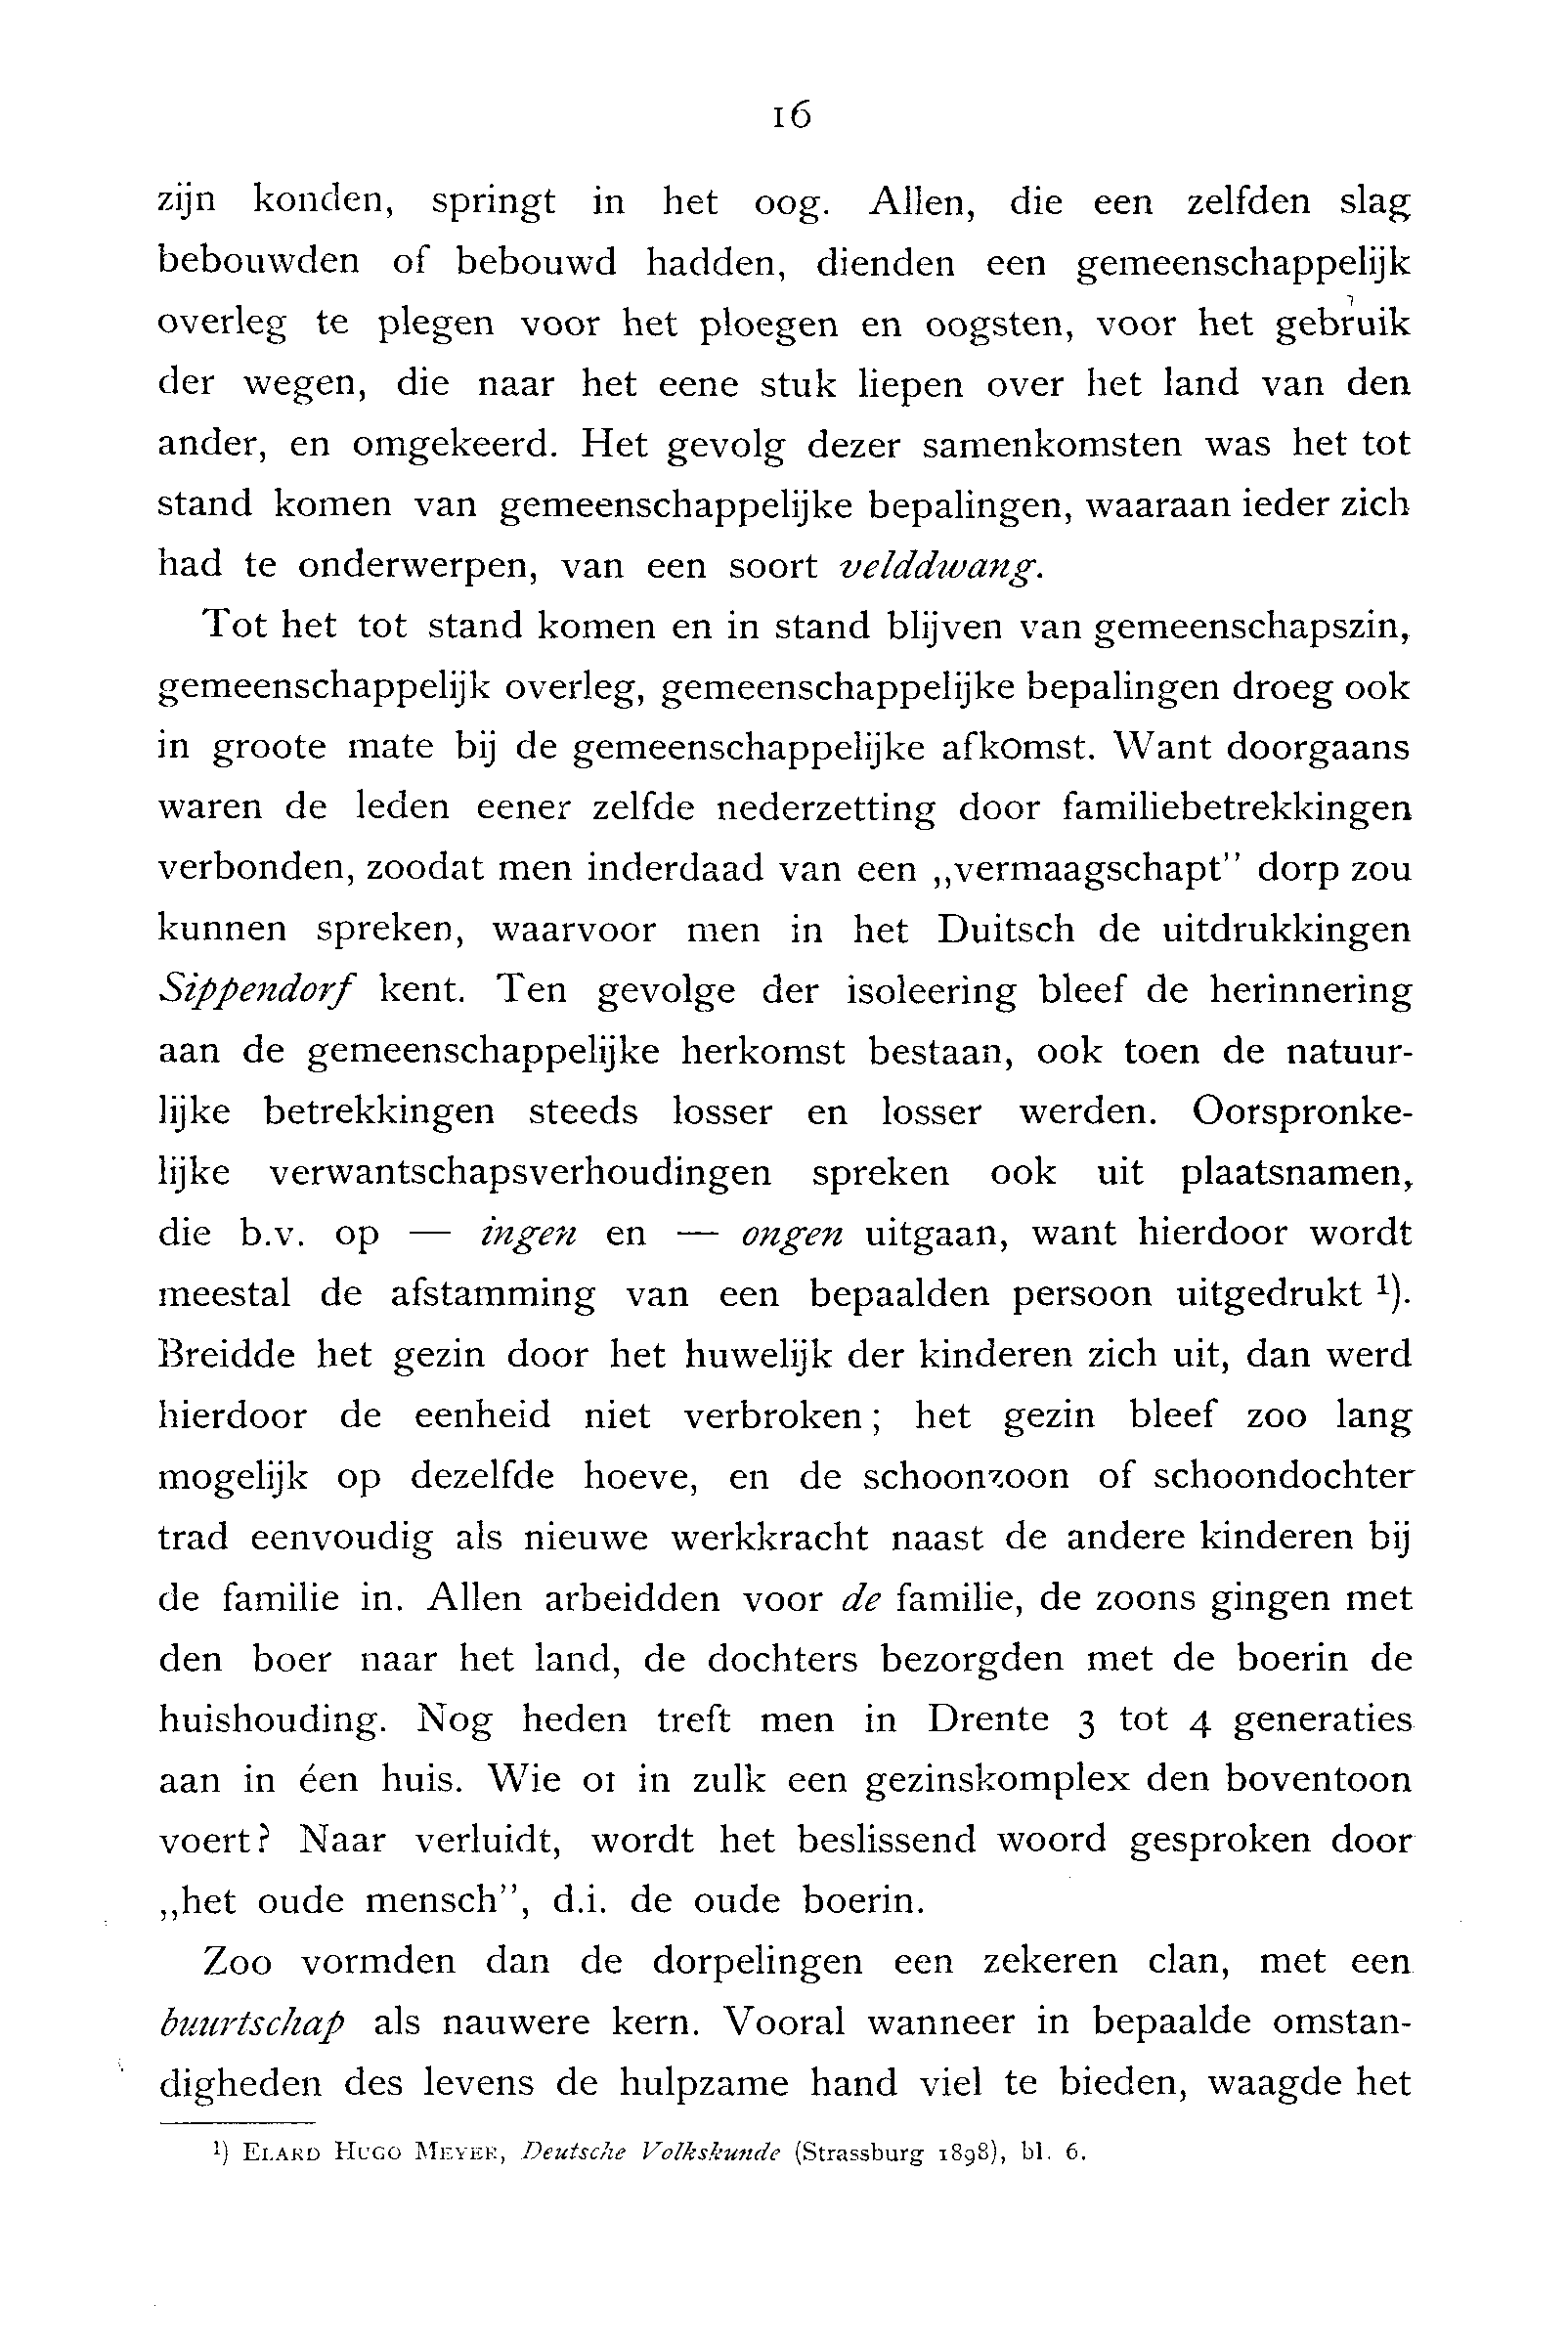 16
zijn konden, springt in het oog. Allen, die een zelfden slag
bebouwden of bebouwd hadden, dienden een gemeenschappelijk
overleg te plegen voor het ploegen en oogsten, voor het gebruik
der wegen, die naar het eene stuk liepen over het land van den
ander, en omgekeerd. Het gevolg dezer samenkomsten was het tot
stand komen van gemeenschappelijke bepalingen, waaraan ieder zich
had te onderwerpen, van een soort velddwang.
Tot het tot stand komen en in stand blijven van gemeenschapszin,
gemeenschappelijk overleg, gemeenschappelijke bepalingen droeg ook
in groote mate bij de gemeenschappelijke afkomst. Want doorgaans
waren de leden eener zelfde nederzetting door familiebetrekkingen
verbonden, zoodat men inderdaad van een „vermaagschapt” dorp zou
kunnen spreken, waarvoor men in het Duitsch de uitdrukkingen
Sippendorf kent. Ten gevolge der isoleering bleef de herinnering
aan de gemeenschappelijke herkomst bestaan, ook toen de natuur-
lijke betrekkingen steeds losser en losser werden. Oorspronke-
lijke verwantschapsverhoudingen spreken ook uit plaatsnamen,
die b.v. op — ingen en — ongen uitgaan, want hierdoor wordt
meestal de afstamming van een bepaalden persoon uitgedrukt ¹).
Breidde het gezin door het huwelijk der kinderen zich uit, dan werd
hierdoor de eenheid niet verbroken; het gezin bleef zoo lang
mogelijk op dezelfde hoeve, en de schoonzoon of schoondochter
trad eenvoudig als nieuwe werkkracht naast de andere kinderen bij
de familie in. Allen arbeidden voor de familie, de zoons gingen met
den boer naar het land, de dochters bezorgden met de boerin de
huishouding. Nog heden treft men in Drente 3 tot 4 generaties
aan in éen huis. Wie of in zulk een gezinskomplex den boventoon
voert? Naar verluidt, wordt het beslissend woord gesproken door
„het oude mensch”, d.i. de oude boerin.
Zoo vormden dan de dorpelingen een zekeren clan, met een
buurtschap als nauwere kern. Vooral wanneer in bepaalde omstan-
digheden des levens de hulpzame hand viel te bieden, waagde het
¹) ELARD HUGO MEYER, Deutsche Volkskunde (Strassburg 1898), bl. 6.